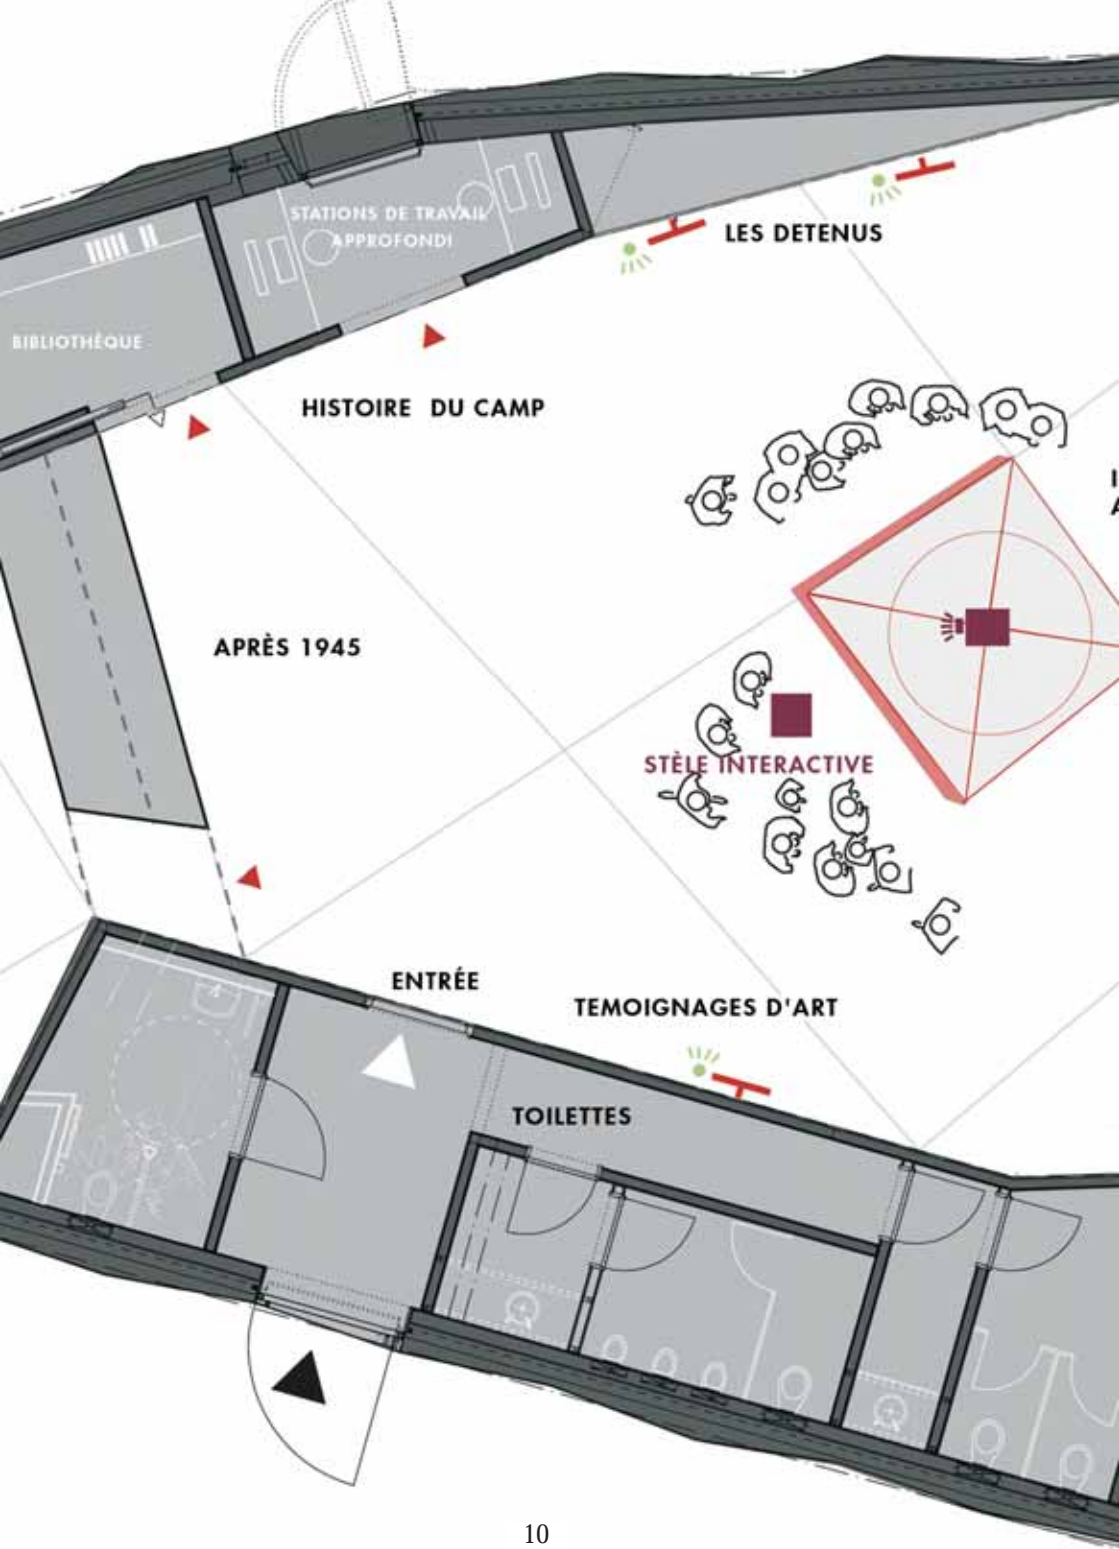 STATIONS DE TRAVAIL
APPROFONDI
LES DETENUS
BIBLIOTHÈQUE
HISTOIRE DU CAMP
APRÈS 1945
STÈLE INTERACTIVE
ENTRÉE
TEMOIGNAGES D'ART
TOILETTES
10